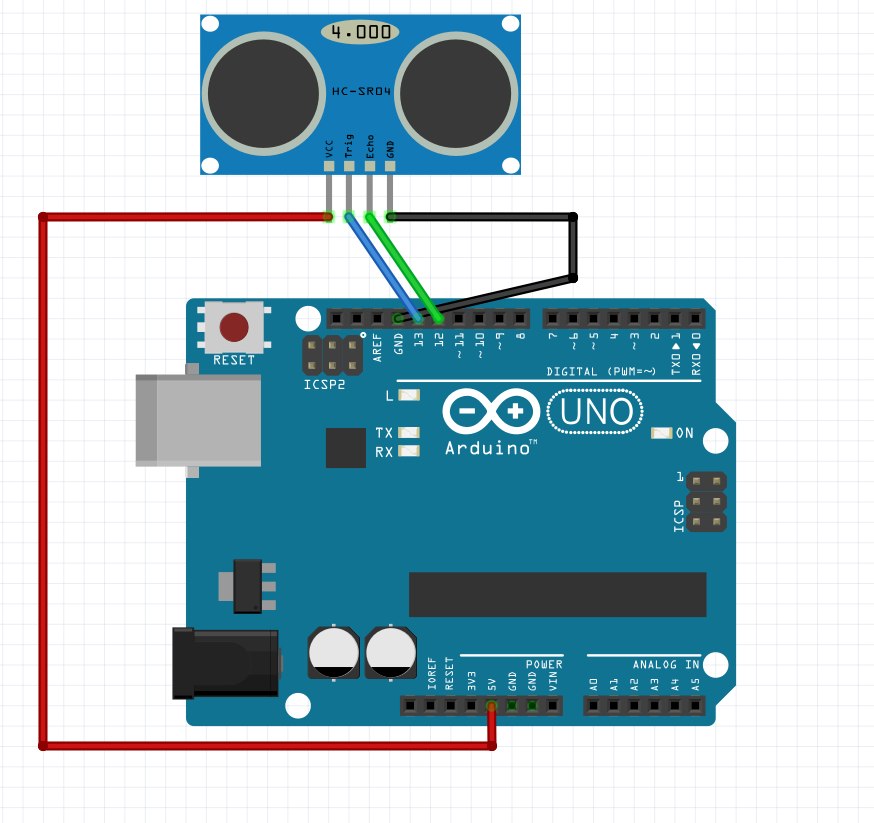 4.000
HC-SR04
VCC
Trig
Echo
GND
RESET
ICSP2
AREF
GND
13
12
~11
~10
~9
8
7
~6
~5
4
~3
2
TX0▶1
RX0◀0
DIGITAL (PWM=~)
L
TX
RX
Arduino™
UNO
ON
1
ICSP
POWER
ANALOG IN
IOREF
RESET
3V3
5V
GND
GND
VIN
A0
A1
A2
A3
A4
A5